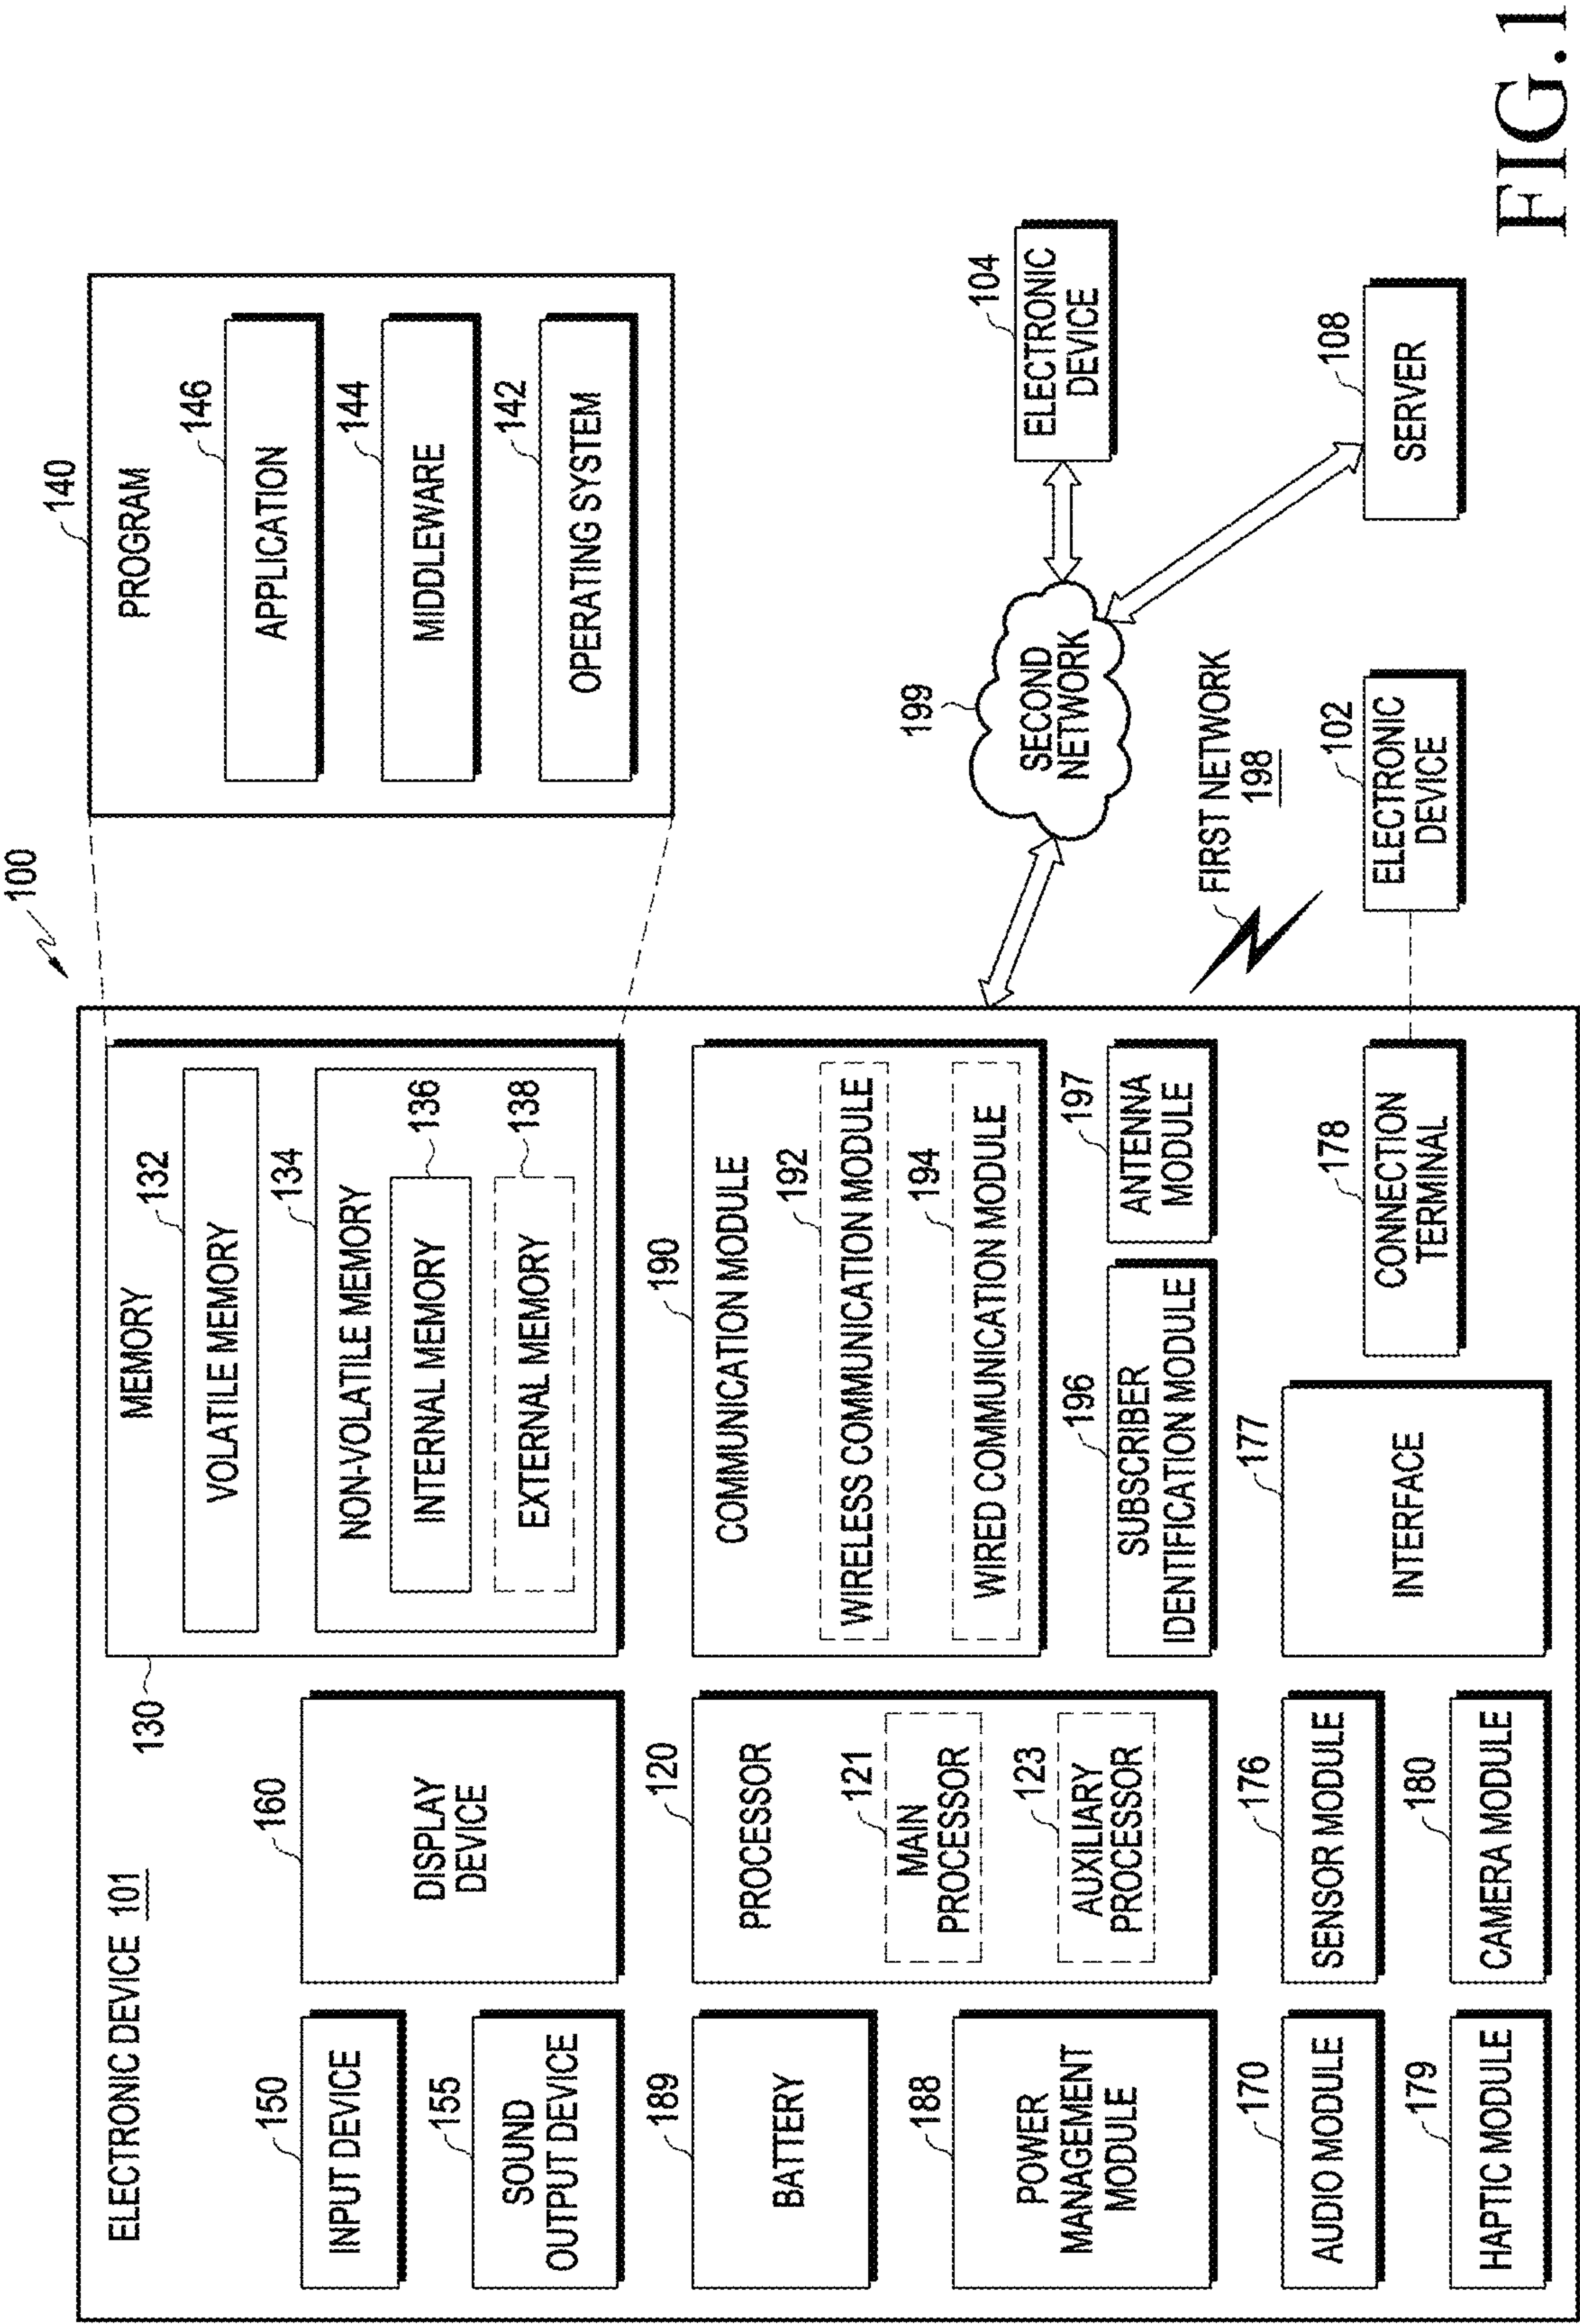 100
ELECTRONIC DEVICE 101
150
INPUT DEVICE
155
SOUND
OUTPUT DEVICE
160
DISPLAY
DEVICE
130
MEMORY
132
VOLATILE MEMORY
134
NON-VOLATILE MEMORY
136
INTERNAL MEMORY
138
EXTERNAL MEMORY
140
PROGRAM
146
APPLICATION
144
MIDDLEWARE
142
OPERATING SYSTEM
189
BATTERY
188
POWER
MANAGEMENT
MODULE
120
PROCESSOR
121
MAIN
PROCESSOR
123
AUXILIARY
PROCESSOR
190
COMMUNICATION MODULE
192
WIRELESS COMMUNICATION MODULE
194
WIRED COMMUNICATION MODULE
196
SUBSCRIBER
IDENTIFICATION MODULE
197
ANTENNA
MODULE
199
SECOND
NETWORK
104
ELECTRONIC
DEVICE
FIRST NETWORK
198
170
AUDIO MODULE
176
SENSOR MODULE
177
INTERFACE
178
CONNECTION
TERMINAL
102
ELECTRONIC
DEVICE
108
SERVER
179
HAPTIC MODULE
180
CAMERA MODULE
FIG.1